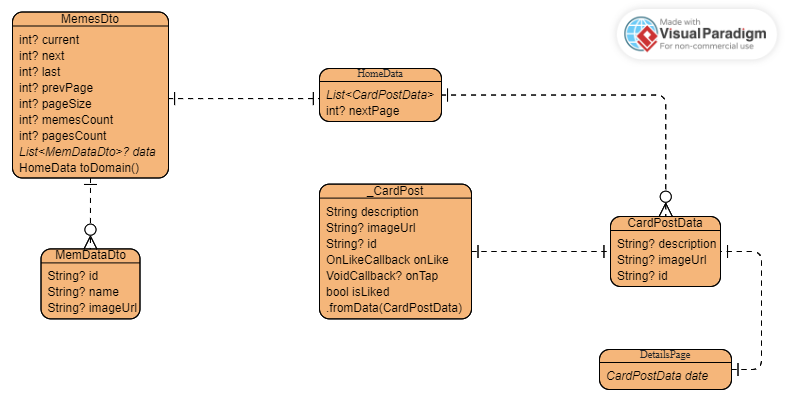 MemesDto
int? current
int? next
int? last
int? prevPage
int? pageSize
int? memesCount
int? pagesCount
List<MemDataDto>? data
HomeData toDomain()
HomeData
List<CardPostData>
int? nextPage
Made with
Visual Paradigm
For non-commercial use
MemDataDto
String? id
String? name
String? imageUrl
_CardPost
String description
String? imageUrl
String? id
OnLikeCallback onLike
VoidCallback? onTap
bool isLiked
.fromData(CardPostData)
CardPostData
String? description
String? imageUrl
String? id
DetailsPage
CardPostData date